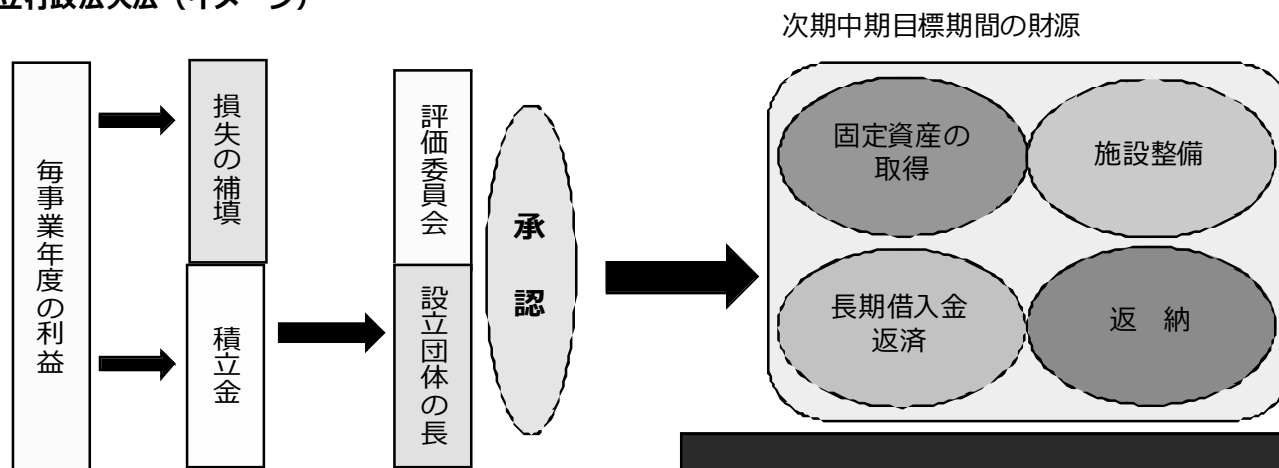 次期中期目標期間の財源
毎事業年度の利益
損失の補填
積立金
評価委員会
設立団体の長
承認
固定資産の
取得
施設整備
長期借入金
返済
返　納